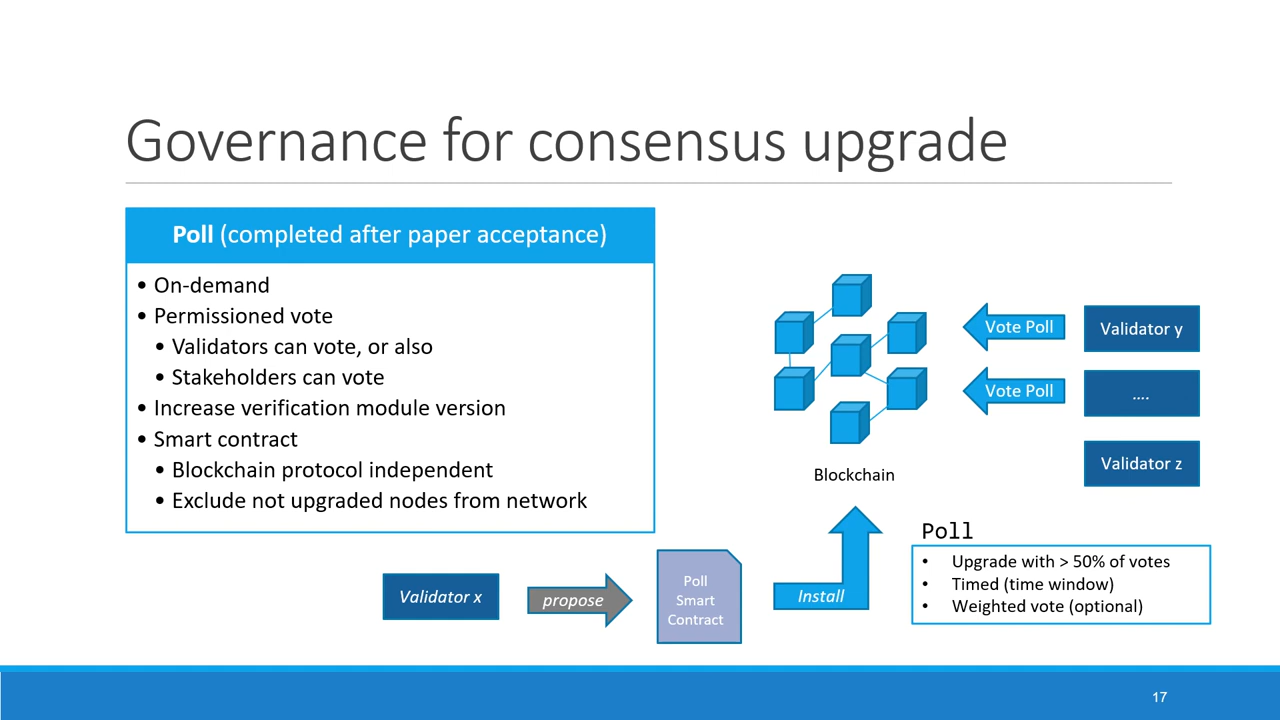 Governance for consensus upgrade
Poll (completed after paper acceptance)
• On-demand
• Permissioned vote
• Validators can vote, or also
• Stakeholders can vote
• Increase verification module version
• Smart contract
• Blockchain protocol independent
• Exclude not upgraded nodes from network
Vote Poll
Validator y
Vote Poll
....
Validator z
Blockchain
Validator x
propose
Poll
Smart
Contract
Install
Poll
• Upgrade with > 50% of votes
• Timed (time window)
• Weighted vote (optional)
17